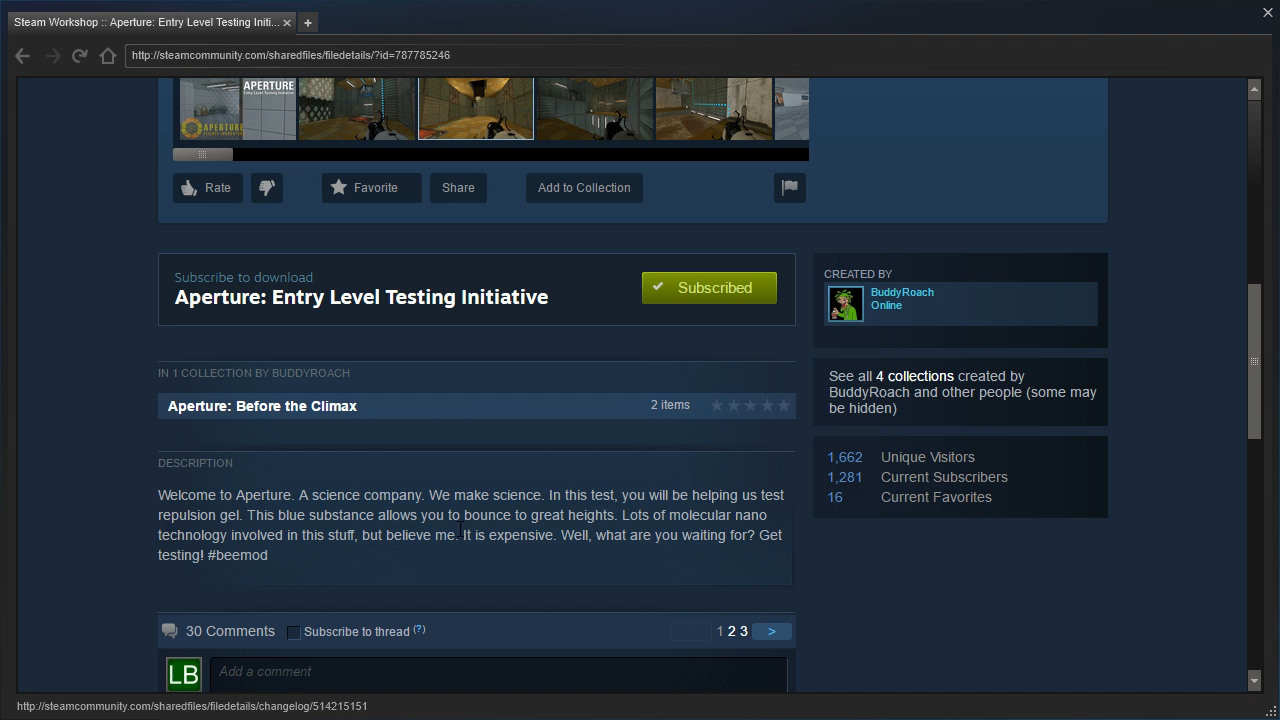 Steam Workshop :: Aperture: Entry Level Testing Initi...
http://steamcommunity.com/sharedfiles/filedetails/?id=787785246
APERTURE
Entry Level Testing Initiative
APERTURE
Rate
Favorite
Share
Add to Collection
Subscribe to download
Aperture: Entry Level Testing Initiative
Subscribed
CREATED BY
BuddyRoach
Online
IN 1 COLLECTION BY BUDDYROACH
Aperture: Before the Climax
2 items
See all 4 collections created by
BuddyRoach and other people (some may
be hidden)
1,662 Unique Visitors
1,281 Current Subscribers
16 Current Favorites
DESCRIPTION
Welcome to Aperture. A science company. We make science. In this test, you will be helping us test
repulsion gel. This blue substance allows you to bounce to great heights. Lots of molecular nano
technology involved in this stuff, but believe me. It is expensive. Well, what are you waiting for? Get
testing! #beemod
30 Comments
Subscribe to thread (?)
1 2 3 >
LB
Add a comment
http://steamcommunity.com/sharedfiles/filedetails/changelog/514215151